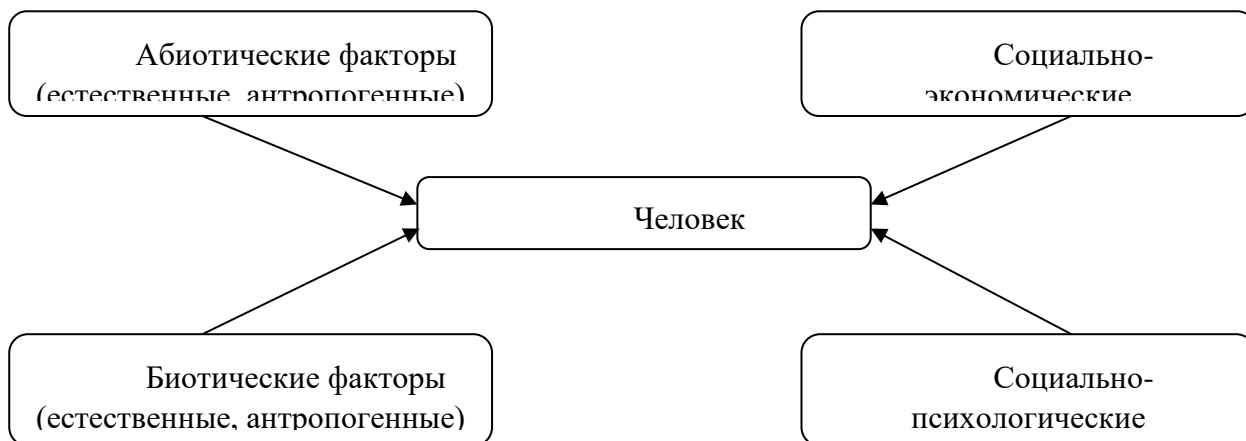 Абиотические факторы
(естественные, антропогенные)
Социально-
экономические
Человек
Биотические факторы
(естественные, антропогенные)
Социально-
психологические